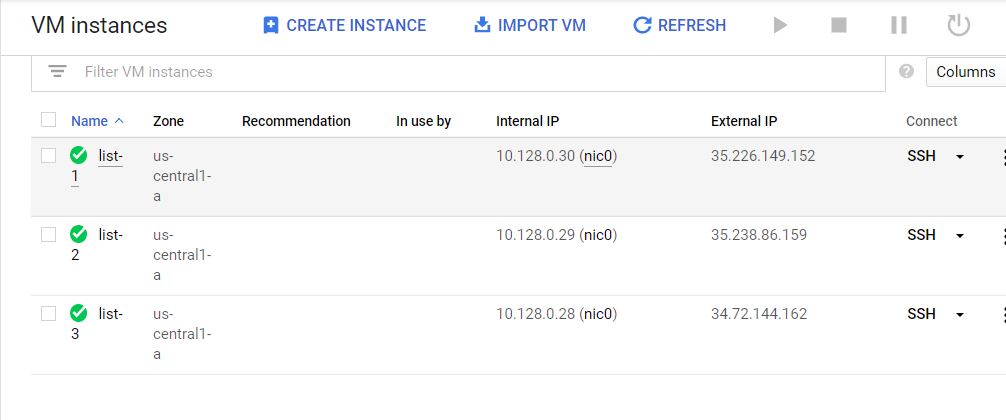 VM instances CREATE INSTANCE IMPORT VM REFRESH
Filter VM instances Columns
Name Zone Recommendation In use by Internal IP External IP Connect
list- us- 10.128.0.30 (nic0) 35.226.149.152 SSH
1 central1-
a
list- us- 10.128.0.29 (nic0) 35.238.86.159 SSH
2 central1-
a
list- us- 10.128.0.28 (nic0) 34.72.144.162 SSH
3 central1-
a